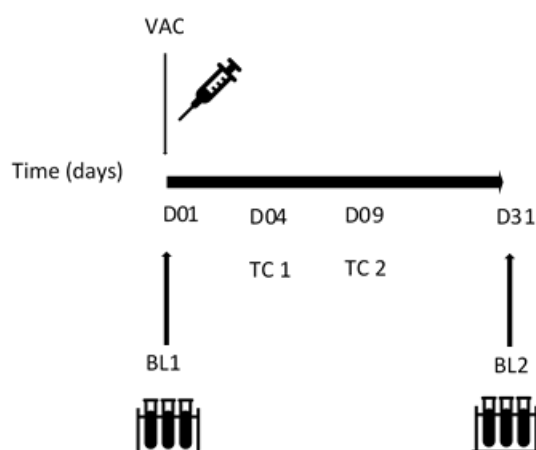 VAC
Time (days)
D01 D04 D09 D31
TC 1 TC 2
BL1 BL2